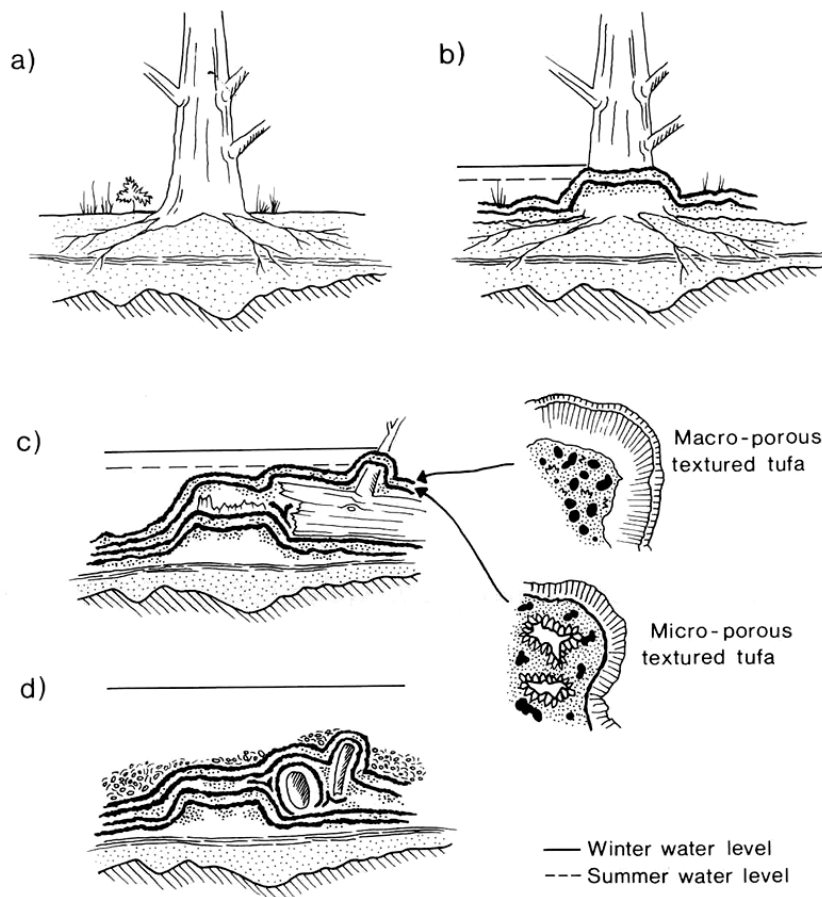 a)
b)
c)
Macro-porous
textured tufa
Micro-porous
textured tufa
d)
Winter water level
Summer water level